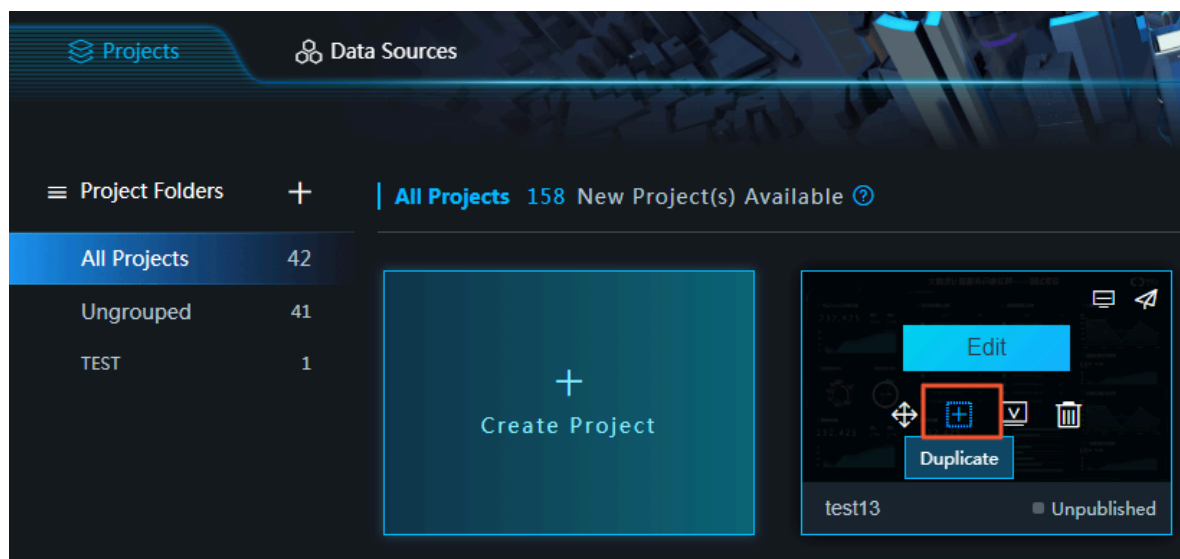 Projects
Data Sources
Project Folders
All Projects 158 New Project(s) Available
All Projects 42
Ungrouped 41
TEST 1
Create Project
Edit
V
Duplicate
test13
Unpublished